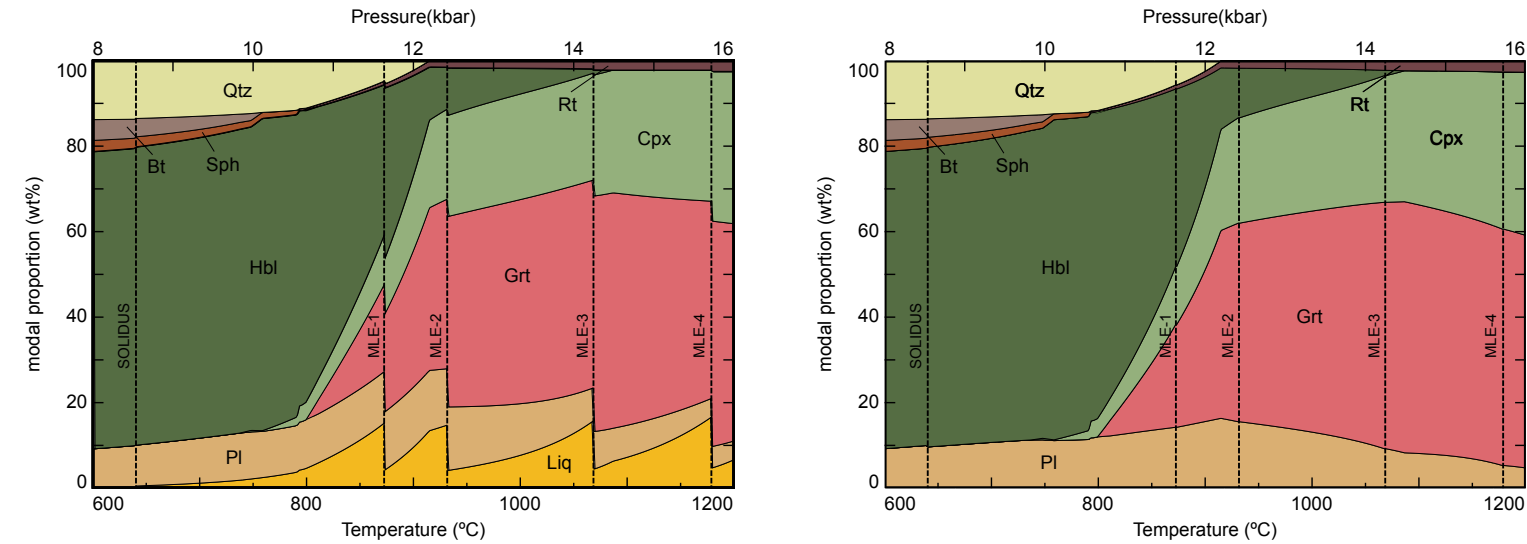 Pressure(kbar)
8 10 12 14 16
100
80
60
40
20
0
modal proportion (wt%)
Qtz
Bt
Sph
Hbl
Pl
Rt
Cpx
Grt
Liq
SOLIDUS
MLE-1
MLE-2
MLE-3
MLE-4
600 800 1000 1200
Temperature (ºC)
Pressure(kbar)
8 10 12 14 16
100
80
60
40
20
0
modal proportion (wt%)
Qtz
Bt
Sph
Hbl
Pl
Rt
Cpx
Grt
SOLIDUS
MLE-1
MLE-2
MLE-3
MLE-4
600 800 1000 1200
Temperature (ºC)